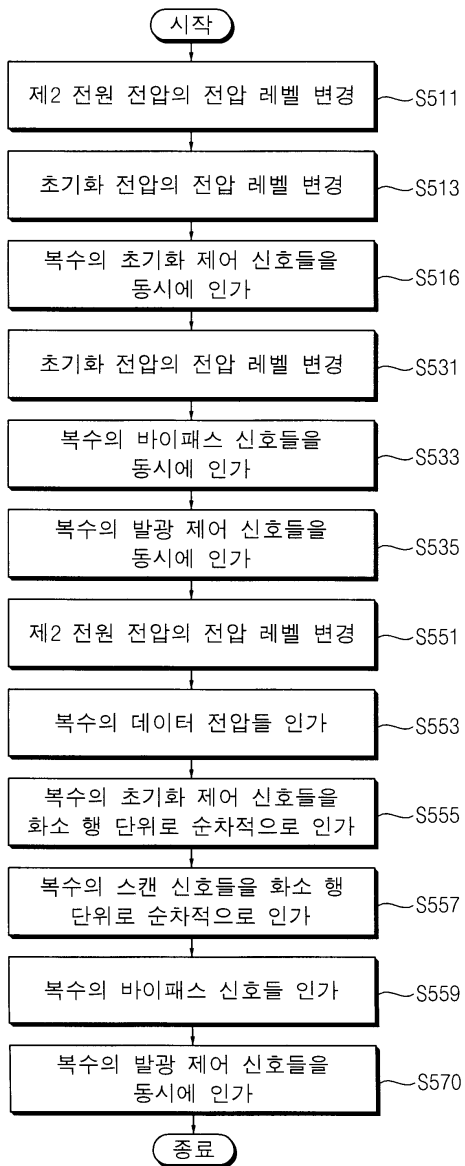 시작
제2 전원 전압의 전압 레벨 변경
S511
초기화 전압의 전압 레벨 변경
S513
복수의 초기화 제어 신호들을
동시에 인가
S516
초기화 전압의 전압 레벨 변경
S531
복수의 바이패스 신호들을
동시에 인가
S533
복수의 발광 제어 신호들을
동시에 인가
S535
제2 전원 전압의 전압 레벨 변경
S551
복수의 데이터 전압들 인가
S553
복수의 초기화 제어 신호들을
화소 행 단위로 순차적으로 인가
S555
복수의 스캔 신호들을 화소 행
단위로 순차적으로 인가
S557
복수의 바이패스 신호들 인가
S559
복수의 발광 제어 신호들을
동시에 인가
S570
종료